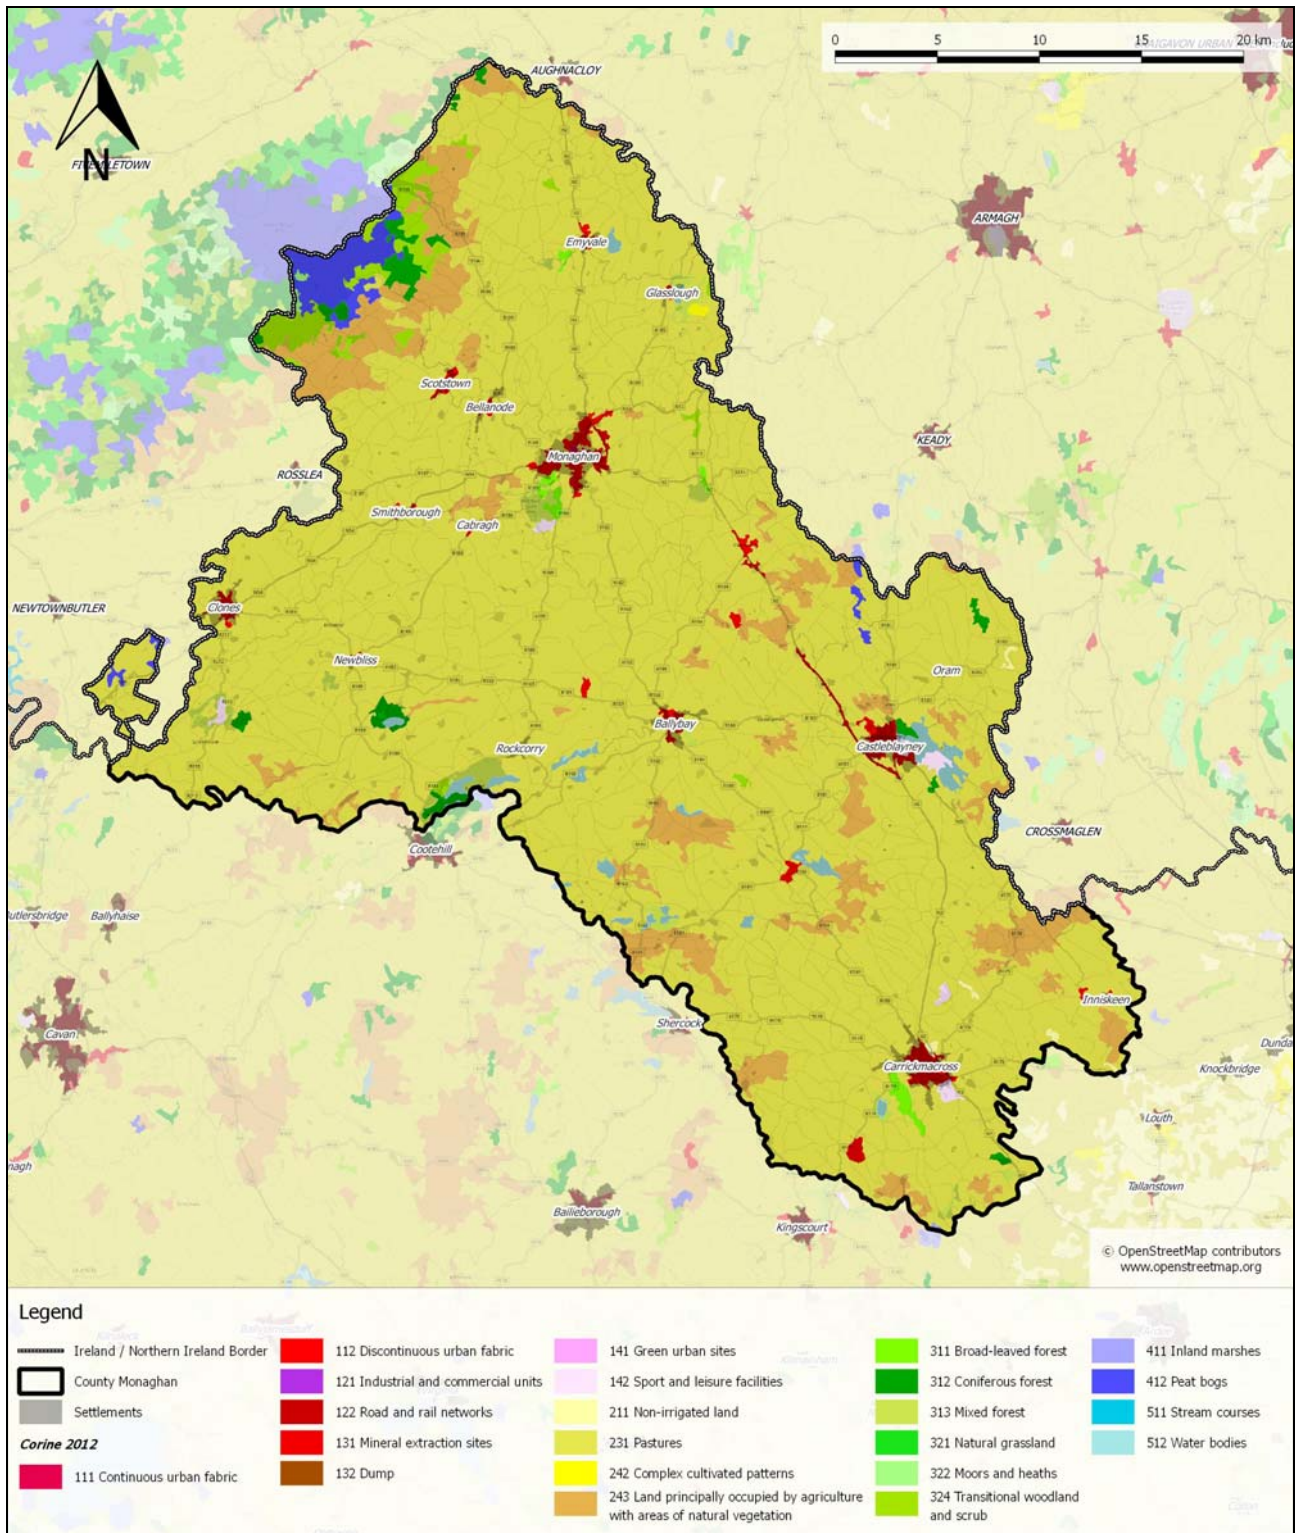 0 5 10 15 20 km
AUGHNACLOY
FIVEMILETOWN
N
ARMAGH
Emyvale
Glasslough
Scotstown
Bellanode
KEADY
Monaghan
ROSSLEA
Smithborough
Cabragh
NEWTOWNBUTLER
Clones
Newbliss
Oram
Ballybay
Rockcorry
Castleblayney
CROSSMAGLEN
Cootehill
Ballyhaise
Inniskeen
Shercock
Cavan
Carrickmacross
Knockbridge
Louth
Tallanstown
Bailieborough
Kingscourt
© OpenStreetMap contributors
www.openstreetmap.org
Legend
Ireland / Northern Ireland Border
County Monaghan
Settlements
Corine 2012
111 Continuous urban fabric
112 Discontinuous urban fabric
121 Industrial and commercial units
122 Road and rail networks
131 Mineral extraction sites
132 Dump
141 Green urban sites
142 Sport and leisure facilities
211 Non-irrigated land
231 Pastures
242 Complex cultivated patterns
243 Land principally occupied by agriculture
with areas of natural vegetation
311 Broad-leaved forest
312 Coniferous forest
313 Mixed forest
321 Natural grassland
322 Moors and heaths
324 Transitional woodland
and scrub
411 Inland marshes
412 Peat bogs
511 Stream courses
512 Water bodies